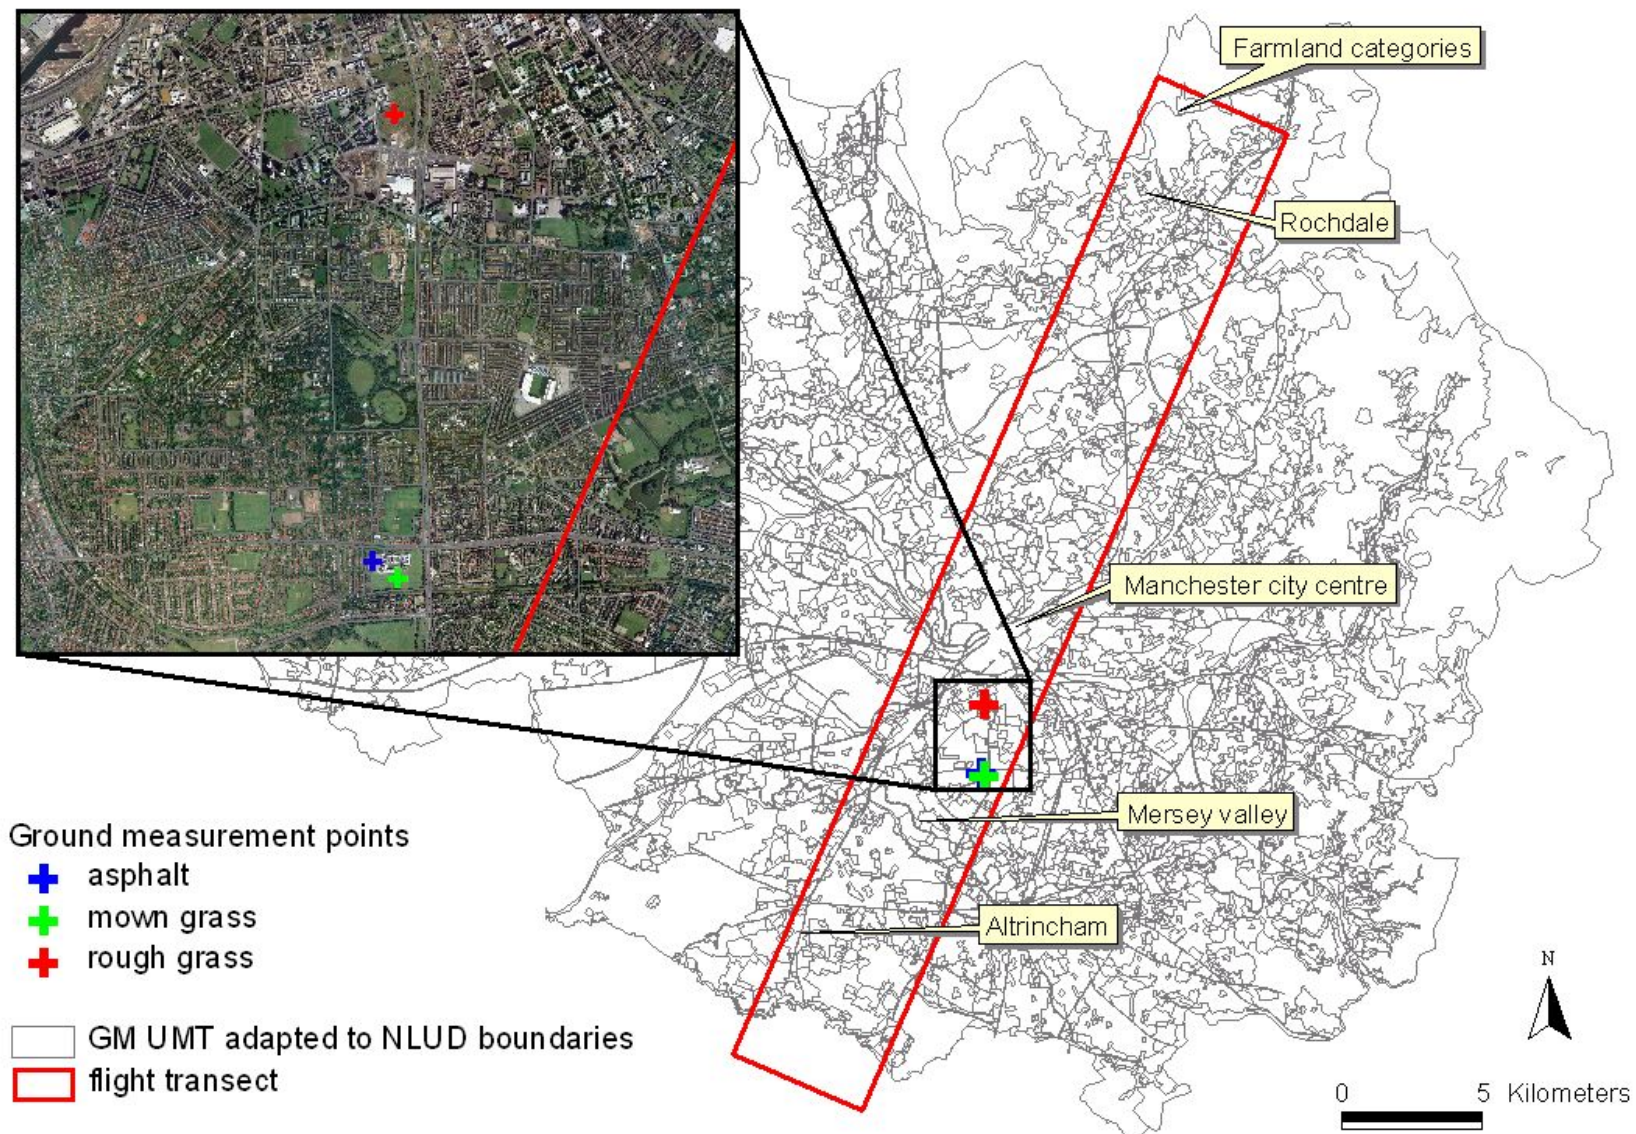 Farmland categories
Rochdale
Manchester city centre
Mersey valley
Altrincham
Ground measurement points
asphalt
mown grass
rough grass
GM UMT adapted to NLUD boundaries
flight transect
N
0 5 Kilometers